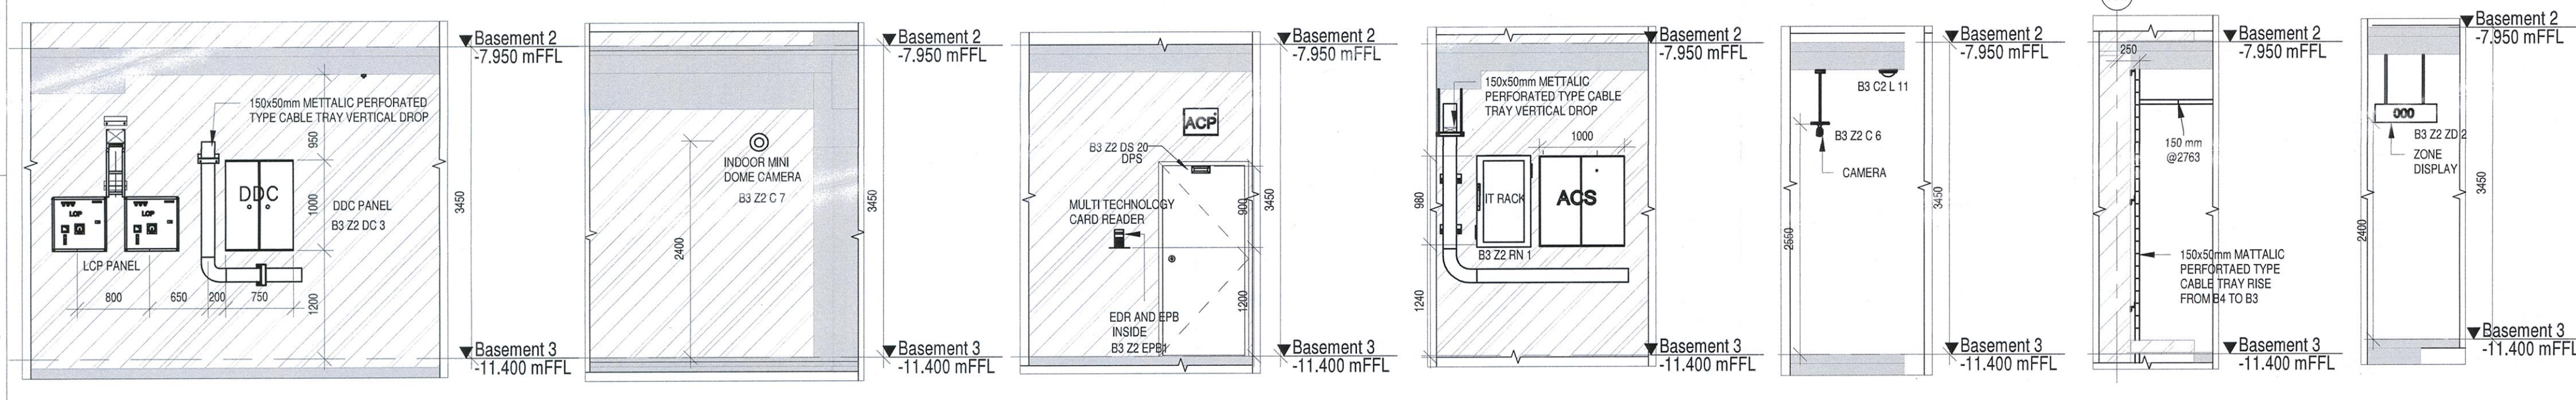 Basement 2
-7.950 mFFL
150x50mm METTALIC PERFORATED
TYPE CABLE TRAY VERTICAL DROP
950
DDC
LCP
LCP
1000
DDC PANEL
B3 Z2 DC 3
3450
LCP PANEL
800
650
200
750
1200
Basement 3
-11.400 mFFL
Basement 2
-7.950 mFFL
INDOOR MINI
DOME CAMERA
B3 Z2 C 7
2400
3450
Basement 3
-11.400 mFFL
Basement 2
-7.950 mFFL
ACP
B3 Z2 DS 20
DPS
MULTI TECHNOLOGY
CARD READER
900
3450
1200
EDR AND EPB
INSIDE
B3 Z2 EPB1
Basement 3
-11.400 mFFL
Basement 2
-7.950 mFFL
150x50mm METTALIC
PERFORATED TYPE CABLE
TRAY VERTICAL DROP
1000
980
IT RACK
ACS
B3 Z2 RN 1
1240
Basement 3
-11.400 mFFL
Basement 2
-7.950 mFFL
B3 C2 L 11
B3 Z2 C 6
CAMERA
3450
2550
Basement 3
-11.400 mFFL
Basement 2
-7.950 mFFL
250
150 mm
@2763
150x50mm MATTALIC
PERFORTAED TYPE
CABLE TRAY RISE
FROM B4 TO B3
Basement 3
-11.400 mFFL
Basement 2
-7.950 mFFL
000
B3 Z2 ZD 2
ZONE
DISPLAY
3450
2400
Basement 3
-11.400 mFFL